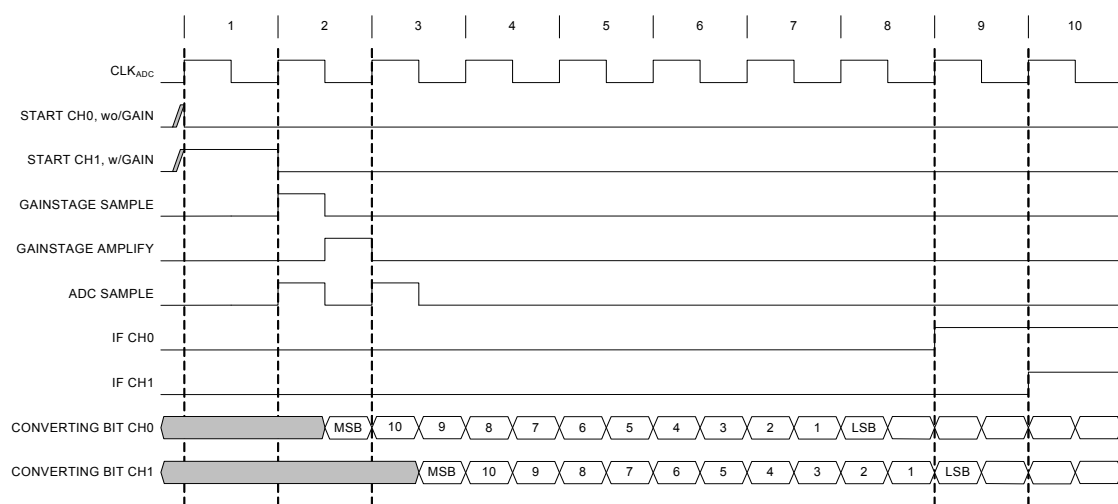 1 2 3 4 5 6 7 8 9 10
CLKADC
START CH0, wo/GAIN
START CH1, w/GAIN
GAINSTAGE SAMPLE
GAINSTAGE AMPLIFY
ADC SAMPLE
IF CH0
IF CH1
CONVERTING BIT CH0 MSB 10 9 8 7 6 5 4 3 2 1 LSB
CONVERTING BIT CH1 MSB 10 9 8 7 6 5 4 3 2 1 LSB